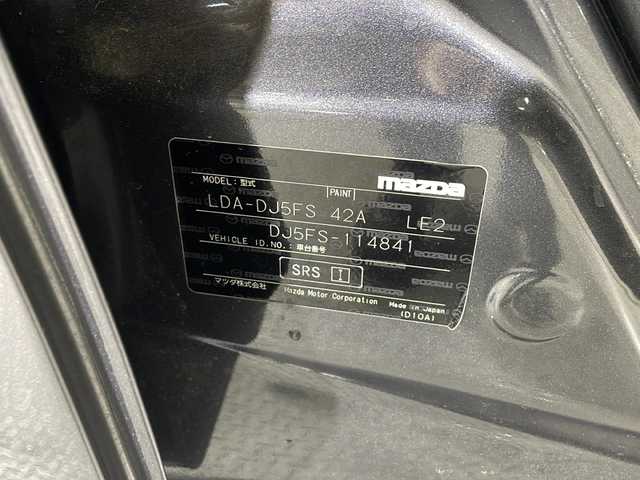 mazda
MODEL:型式 PAINT
LDA-DJ5FS 42A LE2
DJ5FS-114841
VEHICLE ID.NO.:車台番号
SRS I
マツダ株式会社 Mazda Motor Corporation Made in Japan
(D10A)